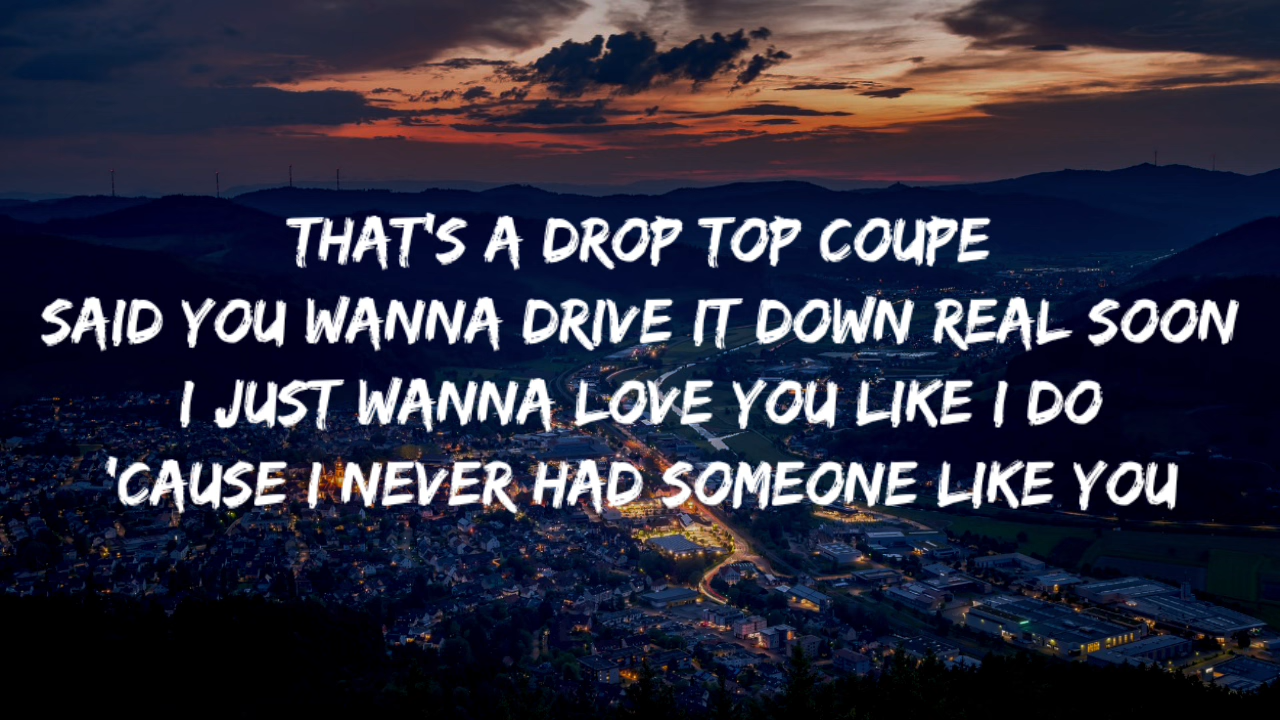 THAT'S A DROP TOP COUPE
SAID YOU WANNA DRIVE IT DOWN REAL SOON
I JUST WANNA LOVE YOU LIKE I DO
'CAUSE I NEVER HAD SOMEONE LIKE YOU